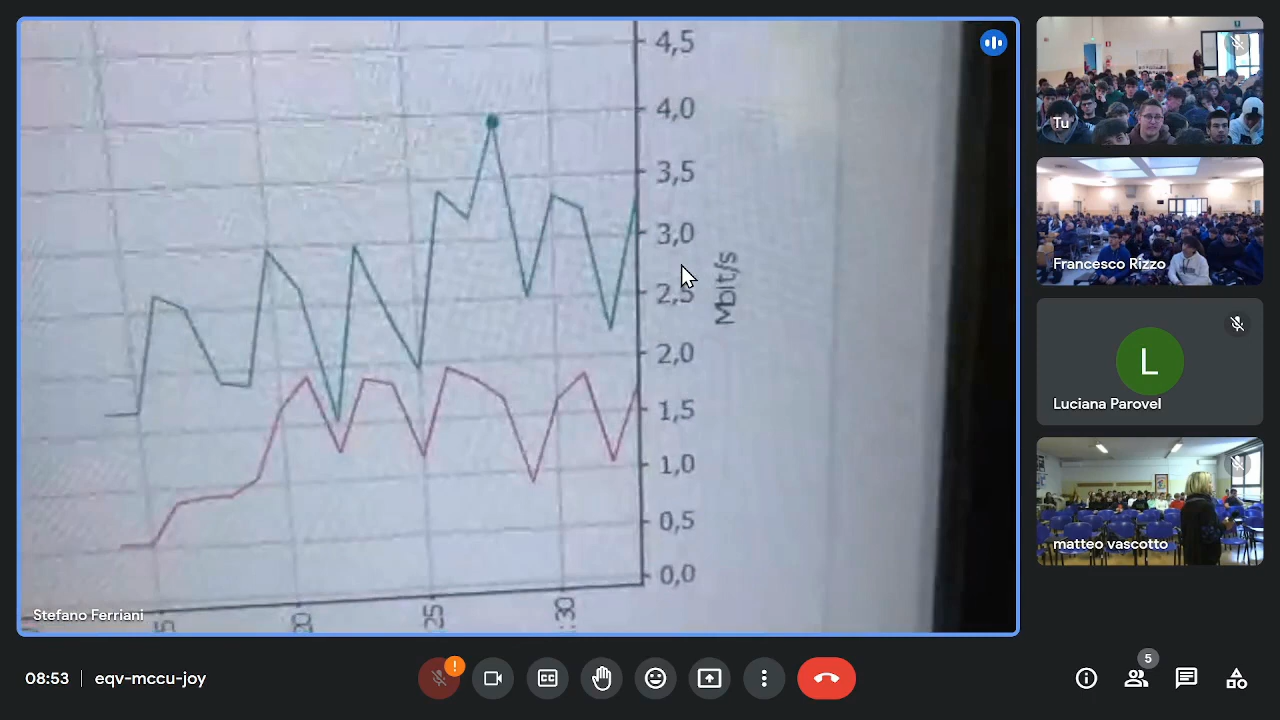 4,5
4,0
3,5
3,0
2,5
2,0
1,5
1,0
0,5
0,0
Mbit/s
20
25
:30
Stefano Ferriani
Tu
Francesco Rizzo
L
Luciana Parovel
matteo vascotto
08:53 | eqv-mccu-joy
!
CC
5